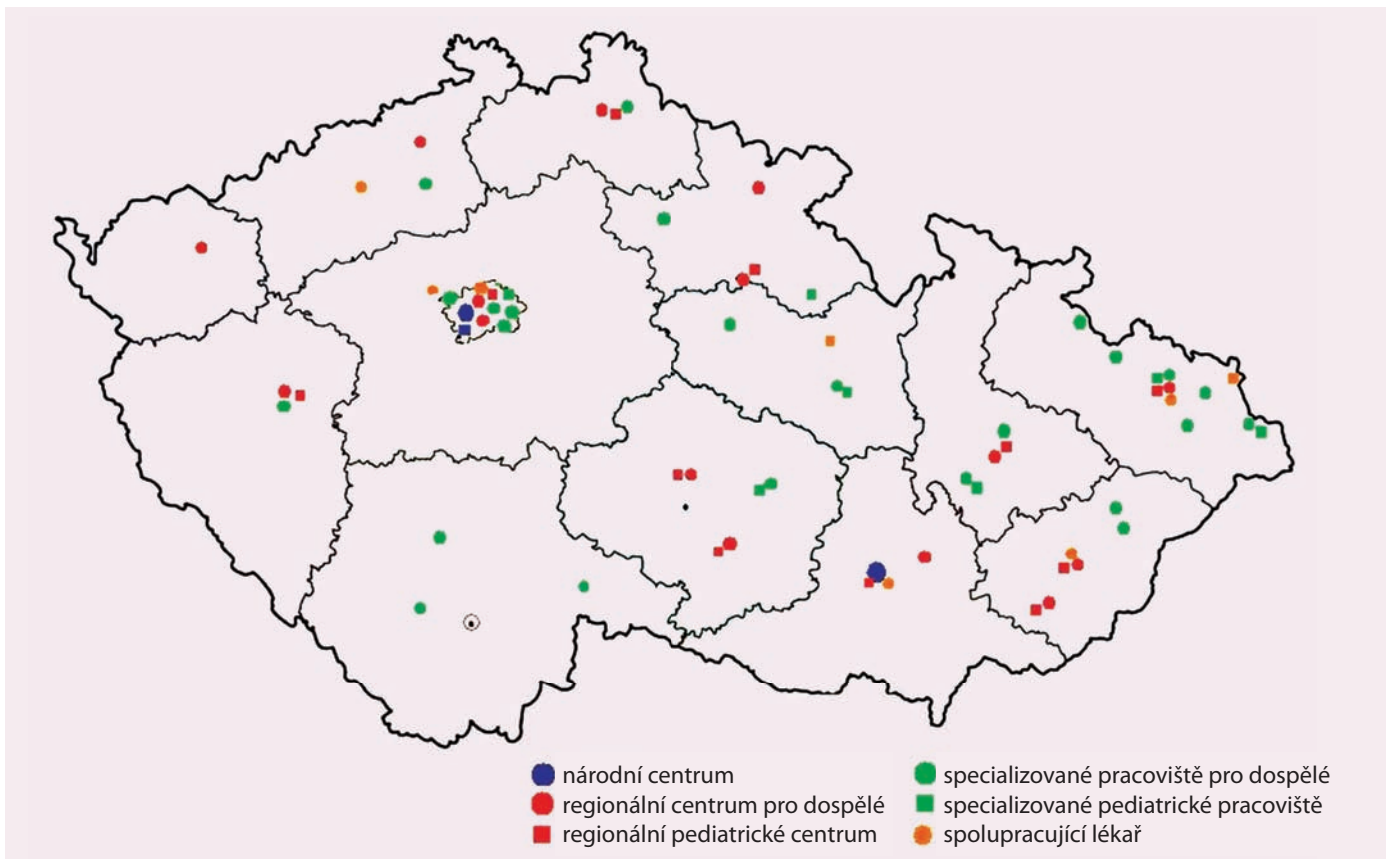 národní centrum
regionální centrum pro dospělé
regionální pediatrické centrum
specializované pracoviště pro dospělé
specializované pediatrické pracoviště
spolupracující lékař